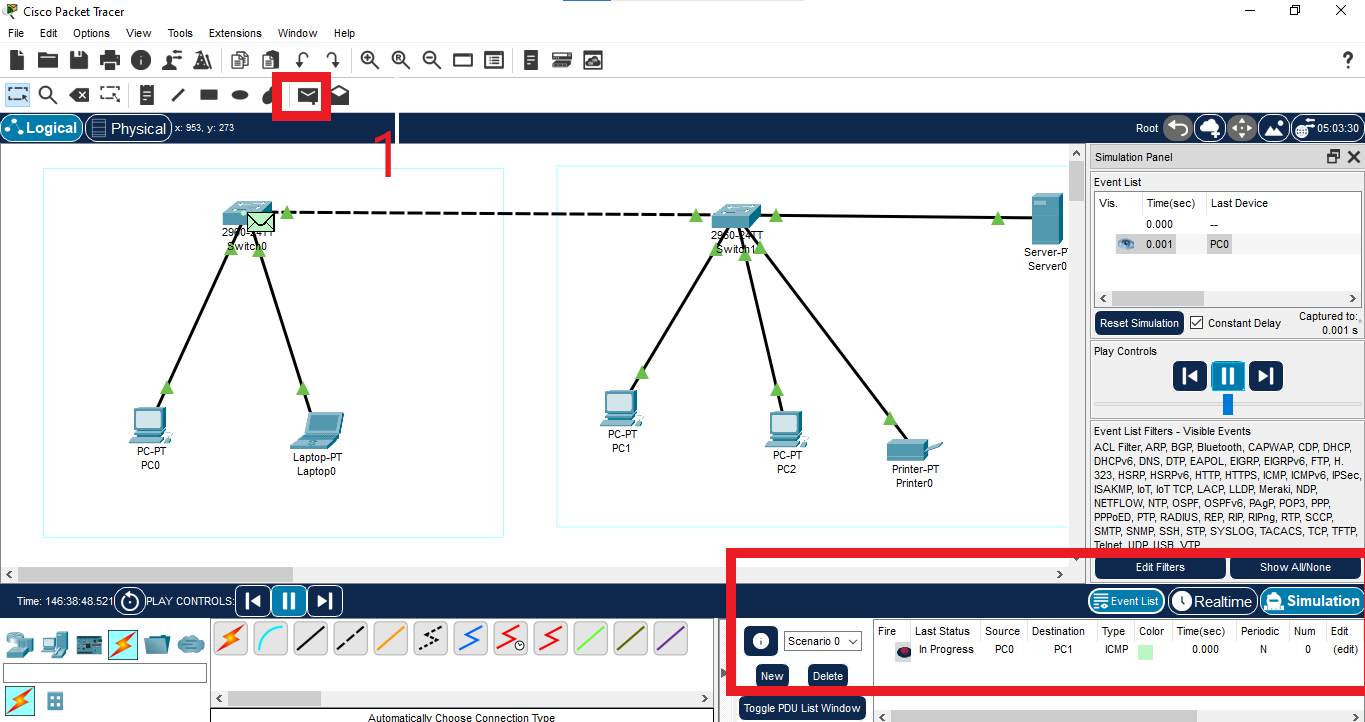 Cisco Packet Tracer
File Edit Options View Tools Extensions Window Help
1
Logical Physical x: 953, y: 273 Root 05:03:30
Simulation Panel
Event List
Vis. Time(sec) Last Device
0.000 --
0.001 PC0
Reset Simulation Constant Delay Captured to:
0.001 s
Play Controls
Event List Filters - Visible Events
ACL Filter, ARP, BGP, Bluetooth, CAPWAP, CDP, DHCP,
DHCPv6, DNS, DTP, EAPOL, EIGRP, EIGRPv6, FTP, H.
323, HSRP, HSRPv6, HTTP, HTTPS, ICMP, ICMPv6, IPSec,
ISAKMP, IoT, IoT TCP, LACP, LLDP, Meraki, NDP,
NETFLOW, NTP, OSPF, OSPFv6, PAgP, POP3, PPP,
PPPoED, PTP, RADIUS, REP, RIP, RIPng, RTP, SCCP,
SMTP, SNMP, SSH, STP, SYSLOG, TACACS, TCP, TFTP,
Telnet, UDP, USB, VTP
Edit Filters Show All/None
2960-24TT
Switch0
2960-24TT
Switch1
Server-PT
Server0
PC-PT
PC0
Laptop-PT
Laptop0
PC-PT
PC1
PC-PT
PC2
Printer-PT
Printer0
Time: 146:38:48.521 PLAY CONTROLS: Event List Realtime Simulation
Scenario 0
New Delete
Toggle PDU List Window
Fire Last Status Source Destination Type Color Time(sec) Periodic Num Edit
In Progress PC0 PC1 ICMP 0.000 N 0 (edit)
Automatically Choose Connection Type